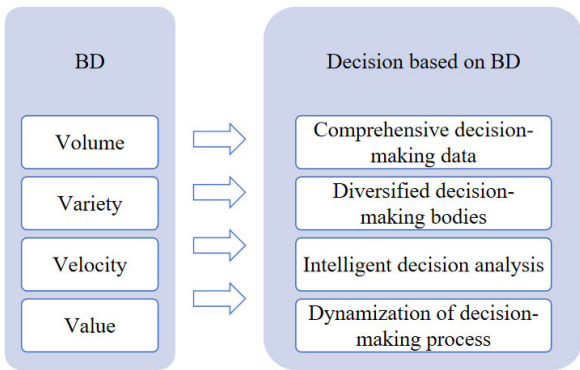 BD
Decision based on BD
Volume
Comprehensive decision-
making data
Variety
Diversified decision-
making bodies
Velocity
Intelligent decision analysis
Value
Dynamization of decision-
making process